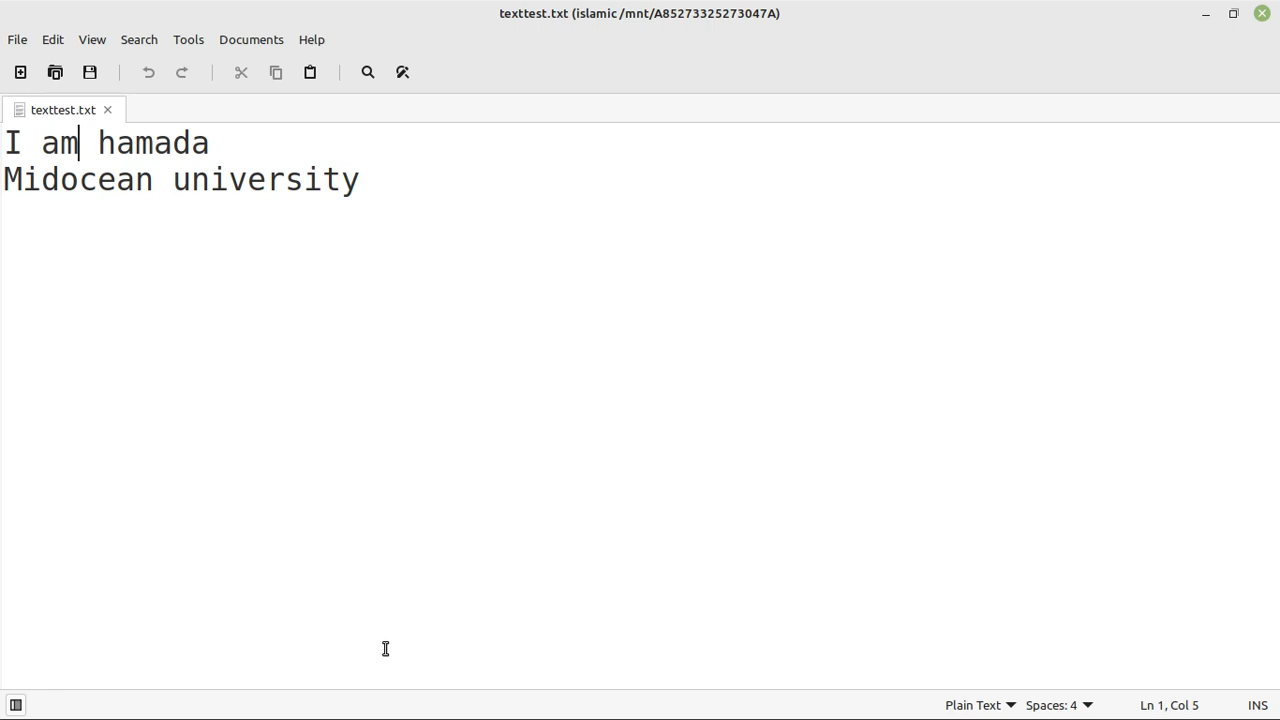 texttest.txt (islamic /mnt/A85273325273047A)
File Edit View Search Tools Documents Help
texttest.txt
I am hamada
Midocean university
Plain Text Spaces: 4 Ln 1, Col 5 INS